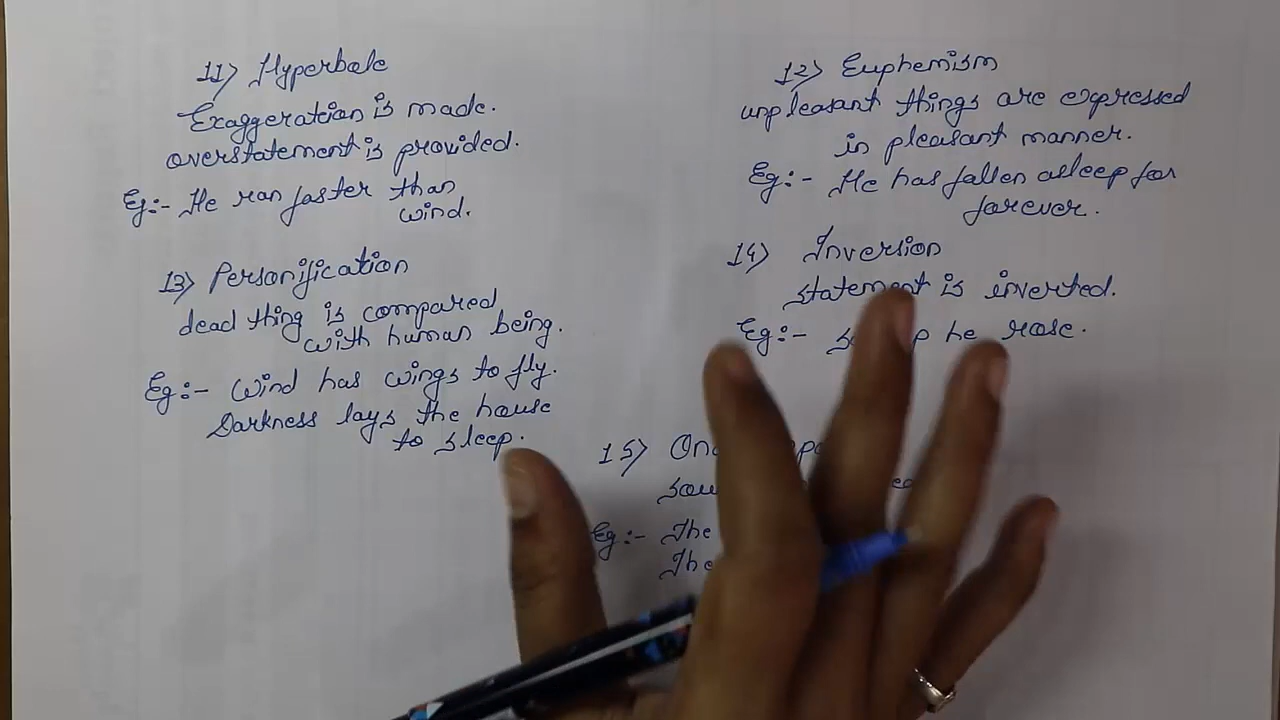 11) Hyperbole
Exaggeration is made.
overstatement is provided.
Eg:- He ran faster than
wind.
12) Euphemism
unpleasant things are expressed
in pleasant manner.
Eg:- He has fallen asleep for
forever.
13) Personification
dead thing is compared
with human being.
Eg:- Wind has wings to fly.
Darkness lays the house
to sleep.
14) Inversion
statement is inverted.
Eg:- he rose.
15)
Eg:- The
The